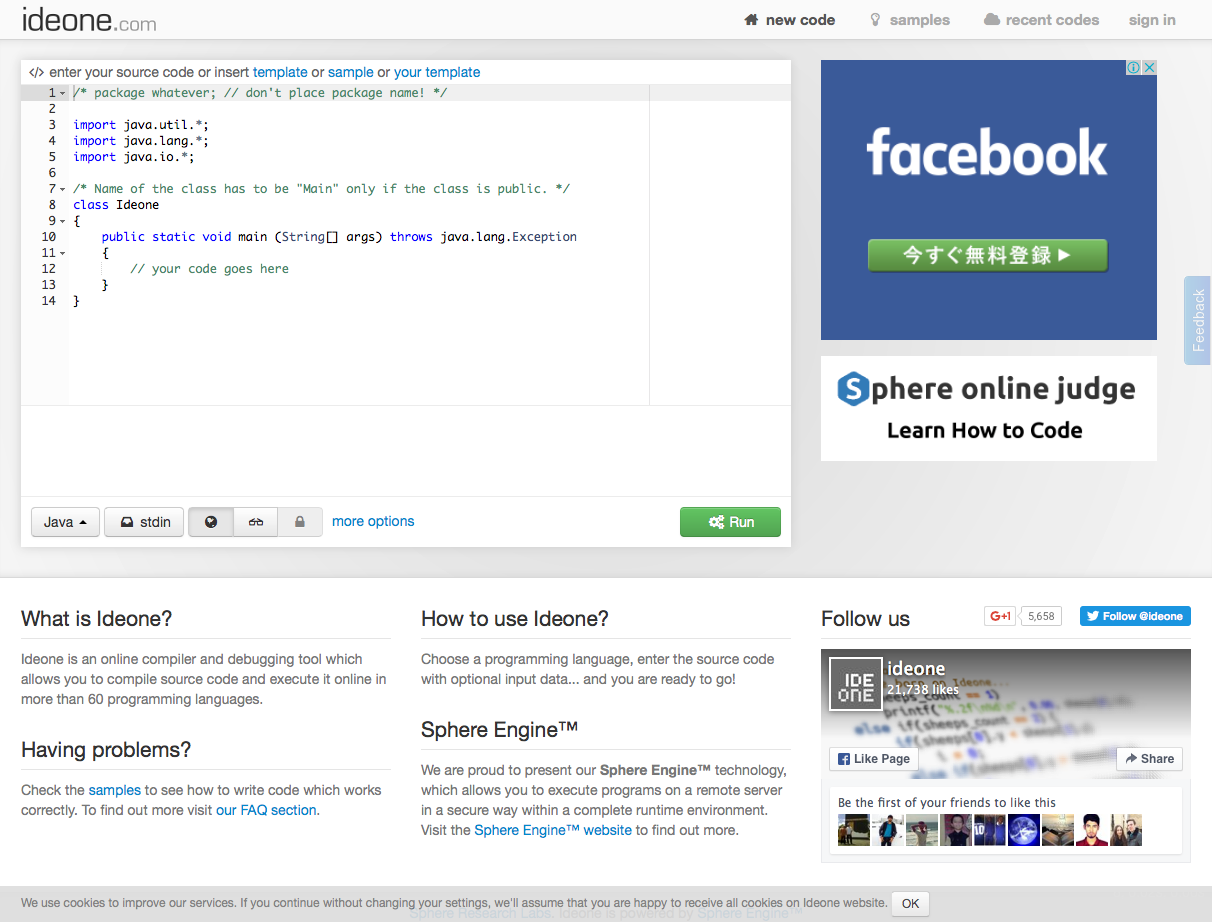 ideone.com
new code
samples
recent codes
sign in
</> enter your source code or insert template or sample or your template
1 /* package whatever; // don't place package name! */
2
3 import java.util.*;
4 import java.lang.*;
5 import java.io.*;
6
7 /* Name of the class has to be "Main" only if the class is public. */
8 class Ideone
9 {
10 public static void main (String[] args) throws java.lang.Exception
11 {
12 // your code goes here
13 }
14 }
Java
stdin
more options
Run
facebook
今すぐ無料登録
Sphere online judge
Learn How to Code
Feedback
What is Ideone?
Ideone is an online compiler and debugging tool which
allows you to compile source code and execute it online in
more than 60 programming languages.
Having problems?
Check the samples to see how to write code which works
correctly. To find out more visit our FAQ section.
How to use Ideone?
Choose a programming language, enter the source code
with optional input data... and you are ready to go!
Sphere Engine™
We are proud to present our Sphere Engine™ technology,
which allows you to execute programs on a remote server
in a secure way within a complete runtime environment.
Visit the Sphere Engine™ website to find out more.
Follow us
G+1
5,658
Follow @ideone
IDE
ONE
ideone
21,738 likes
Like Page
Share
Be the first of your friends to like this
We use cookies to improve our services. If you continue without changing your settings, we'll assume that you are happy to receive all cookies on Ideone website.
OK
Sphere Research Labs. Ideone is powered by Sphere Engine™